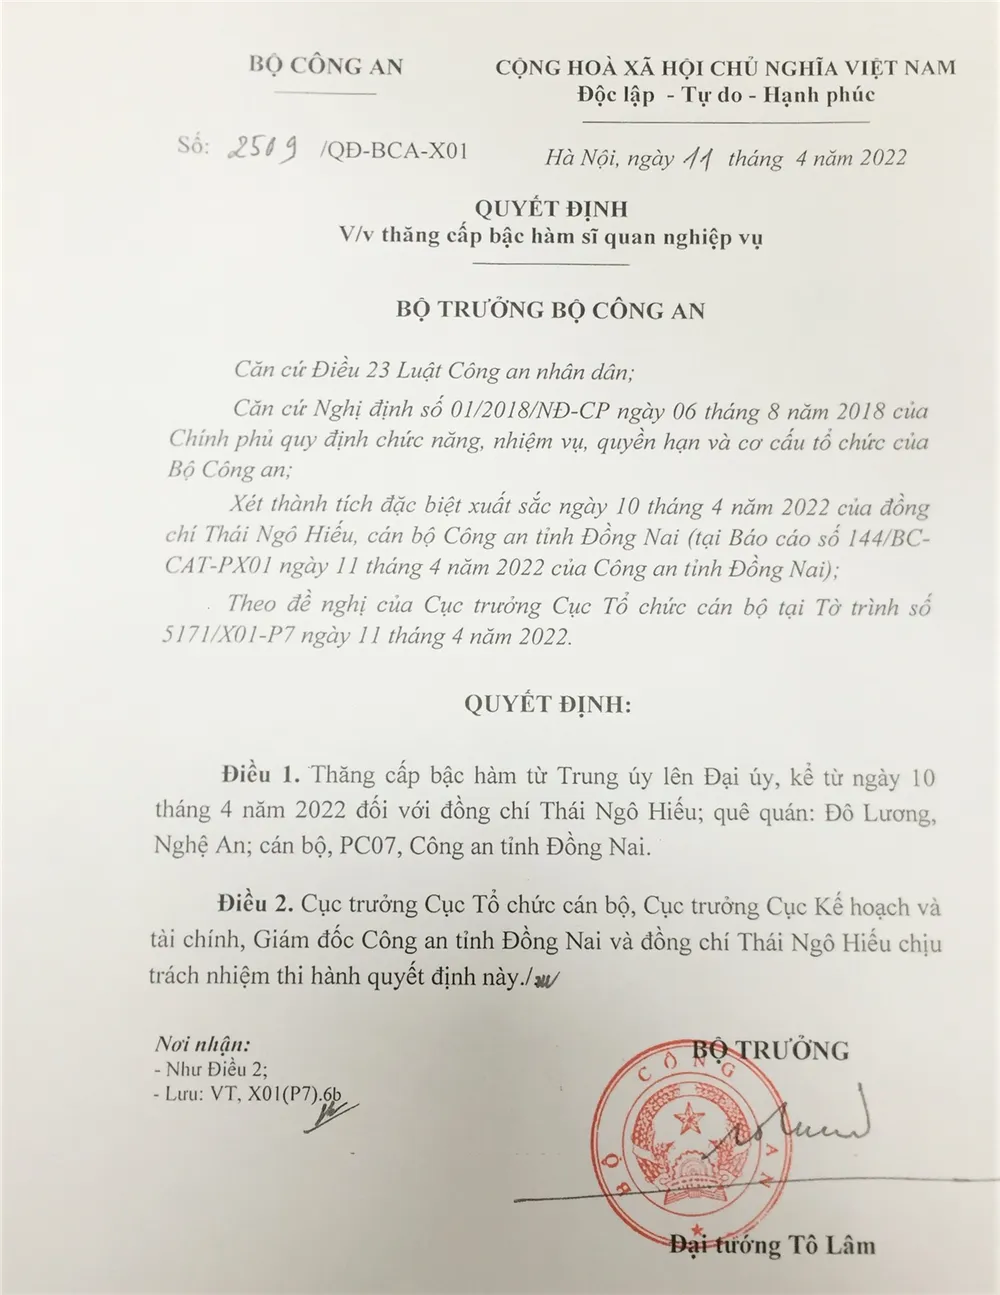 BỘ CÔNG AN
CỘNG HOÀ XÃ HỘI CHỦ NGHĨA VIỆT NAM
Độc lập - Tự do - Hạnh phúc
Số: 2509 /QĐ-BCA-X01
Hà Nội, ngày 11 tháng 4 năm 2022
QUYẾT ĐỊNH
V/v thăng cấp bậc hàm sĩ quan nghiệp vụ
BỘ TRƯỞNG BỘ CÔNG AN
Căn cứ Điều 23 Luật Công an nhân dân;
Căn cứ Nghị định số 01/2018/NĐ-CP ngày 06 tháng 8 năm 2018 của
Chính phủ quy định chức năng, nhiệm vụ, quyền hạn và cơ cấu tổ chức của
Bộ Công an;
Xét thành tích đặc biệt xuất sắc ngày 10 tháng 4 năm 2022 của đồng
chí Thái Ngô Hiếu, cán bộ Công an tỉnh Đồng Nai (tại Báo cáo số 144/BC-
CAT-PX01 ngày 11 tháng 4 năm 2022 của Công an tỉnh Đồng Nai);
Theo đề nghị của Cục trưởng Cục Tổ chức cán bộ tại Tờ trình số
5171/X01-P7 ngày 11 tháng 4 năm 2022.
QUYẾT ĐỊNH:
Điều 1. Thăng cấp bậc hàm từ Trung úy lên Đại úy, kể từ ngày 10
tháng 4 năm 2022 đối với đồng chí Thái Ngô Hiếu; quê quán: Đô Lương,
Nghệ An; cán bộ, PC07, Công an tỉnh Đồng Nai.
Điều 2. Cục trưởng Cục Tổ chức cán bộ, Cục trưởng Cục Kế hoạch và
tài chính, Giám đốc Công an tỉnh Đồng Nai và đồng chí Thái Ngô Hiếu chịu
trách nhiệm thi hành quyết định này./
Nơi nhận:
- Như Điều 2;
- Lưu: VT, X01(P7).6b
BỘ TRƯỞNG
BỘ CÔNG AN
Đại tướng Tô Lâm